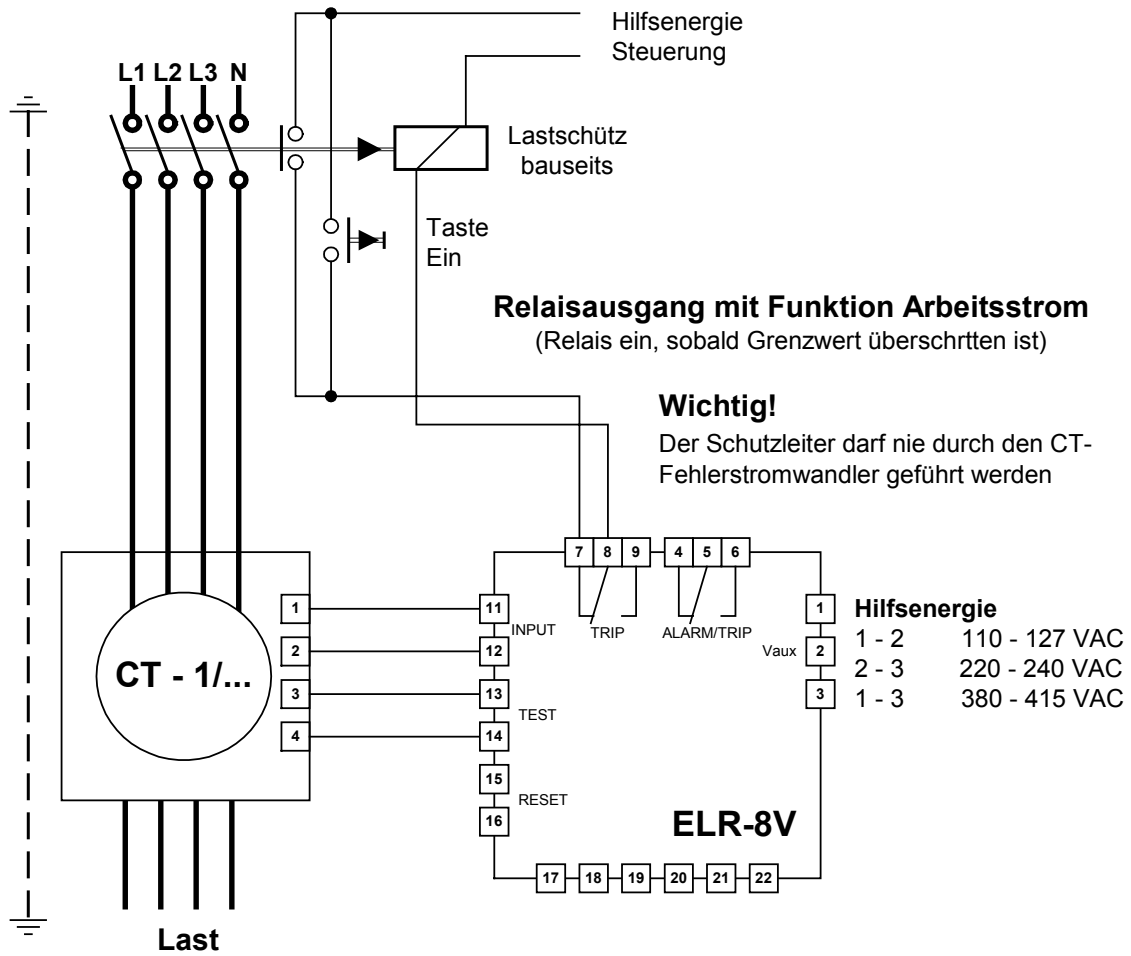 Hilfsenergie
Steuerung
L1 L2 L3 N
Lastschütz
bauseits
Taste
Ein
Relaisausgang mit Funktion Arbeitsstrom
(Relais ein, sobald Grenzwert überschrtten ist)
Wichtig!
Der Schutzleiter darf nie durch den CT-
Fehlerstromwandler geführt werden
7 8 9 4 5 6
TRIP ALARM/TRIP
CT - 1/...
1
2
3
4
11
INPUT
12
13
TEST
14
15
RESET
16
Vaux
1
2
3
Hilfsenergie
1 - 2 110 - 127 VAC
2 - 3 220 - 240 VAC
1 - 3 380 - 415 VAC
ELR-8V
17 18 19 20 21 22
Last